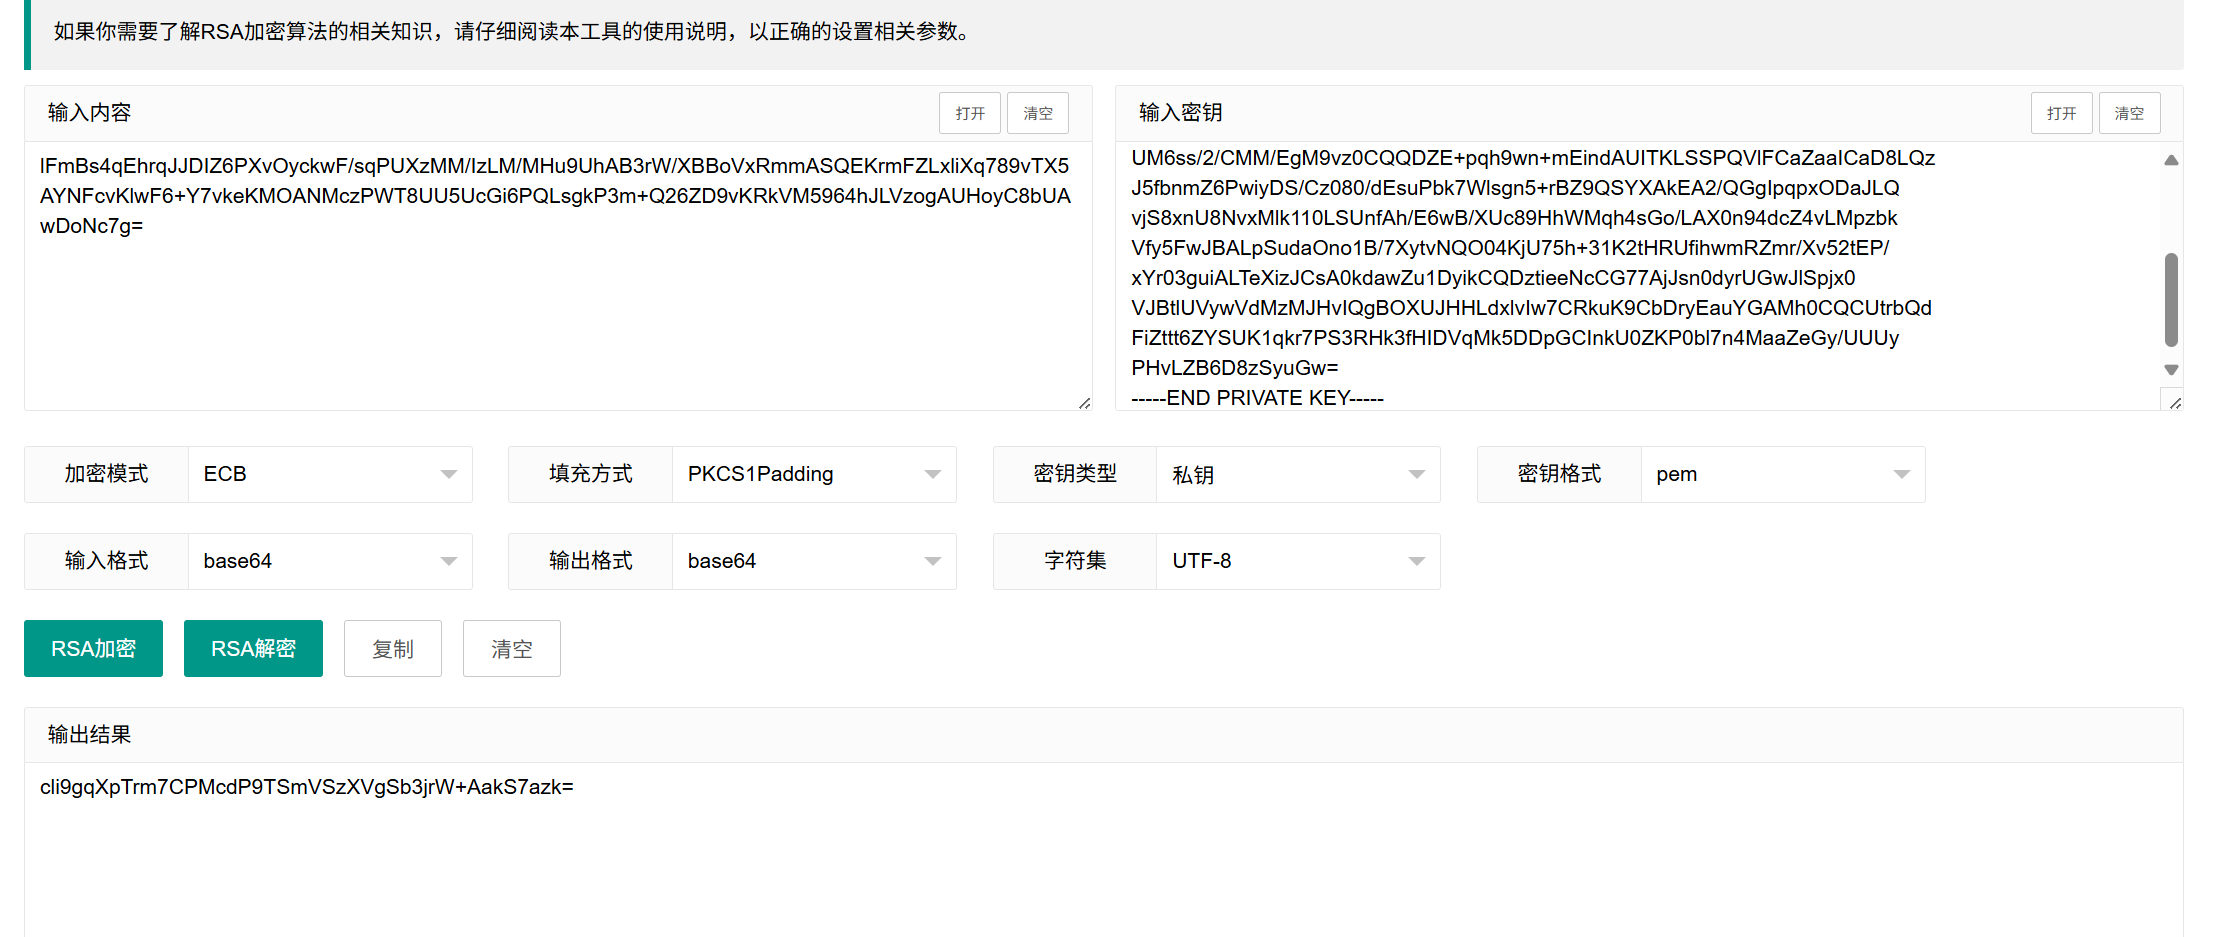 如果你需要了解RSA加密算法的相关知识，请仔细阅读本工具的使用说明，以正确的设置相关参数。
输入内容
打开
清空
lFmBs4qEhrqJJDIZ6PXvOyckwF/sqPUXzMM/IzLM/MHu9UhAB3rW/XBBoVxRmmASQEKrmFZLxliXq789vTX5
AYNFcvKlwF6+Y7vkeKMOANMczPWT8UU5UcGi6PQLsgkP3m+Q26ZD9vKRkVM5964hJLVzogAUHoyC8bUA
wDoNc7g=
输入密钥
打开
清空
UM6ss/2/CMM/EgM9vz0CQQDZE+pqh9wn+mEindAUITKLSSPQVlFCaZaaICaD8LQz
J5fbnmZ6PwiyDS/Cz080/dEsuPbk7Wlsgn5+rBZ9QSYXAkEA2/QGgIpqpxODaJLQ
vjS8xnU8NvxMlk110LSUnfAh/E6wB/XUc89HhWMqh4sGo/LAX0n94dcZ4vLMpzbk
Vfy5FwJBALpSudaOno1B/7XytvNQO04KjU75h+31K2tHRUfihwmRZmr/Xv52tEP/
xYr03guiALTeXizJCsA0kdawZu1DyikCQDztieeNcCG77AjJsn0dyrUGwJlSpjx0
VJBtlUVywVdMzMJHvIQgBOXUJHHLdxlvIw7CRkuK9CbDryEauYGAMh0CQCUtrbQd
FiZttt6ZYSUK1qkr7PS3RHk3fHIDVqMk5DDpGCInkU0ZKP0bl7n4MaaZeGy/UUUy
PHvLZB6D8zSyuGw=
-----END PRIVATE KEY-----
加密模式
ECB
填充方式
PKCS1Padding
密钥类型
私钥
密钥格式
pem
输入格式
base64
输出格式
base64
字符集
UTF-8
RSA加密
RSA解密
复制
清空
输出结果
cli9gqXpTrm7CPMcdP9TSmVSzXVgSb3jrW+AakS7azk=